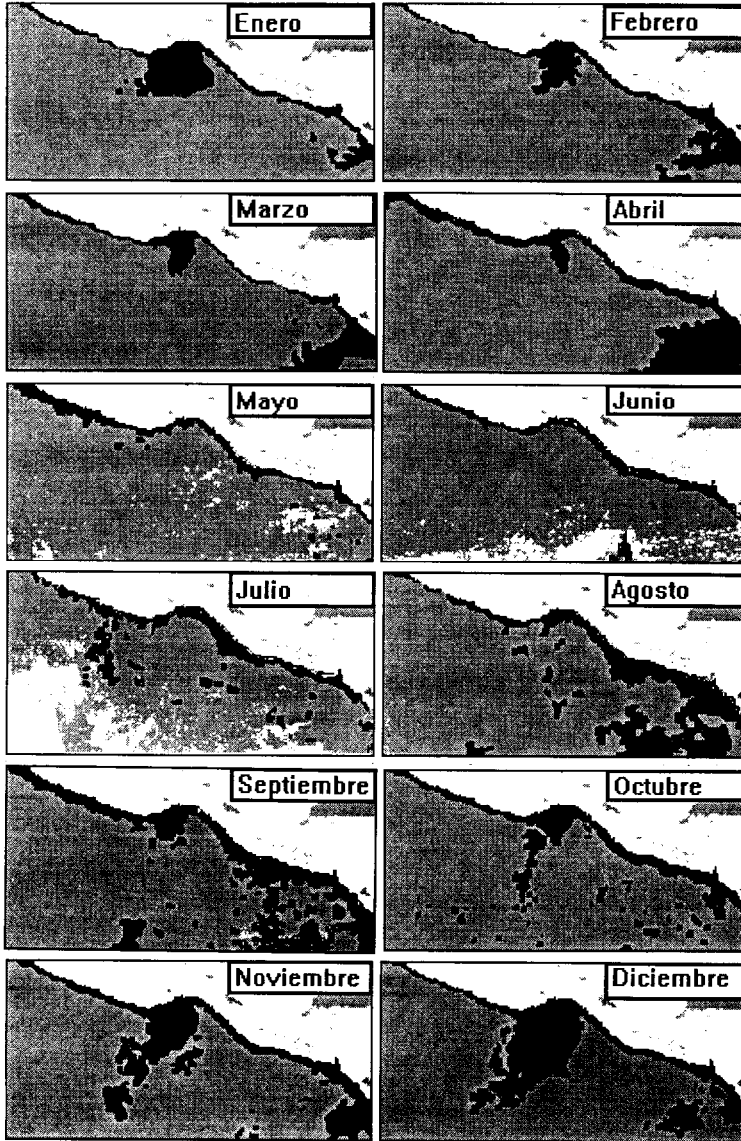 Enero
Febrero
Marzo
Abril
Mayo
Junio
Julio
Agosto
Septiembre
Octubre
Noviembre
Diciembre